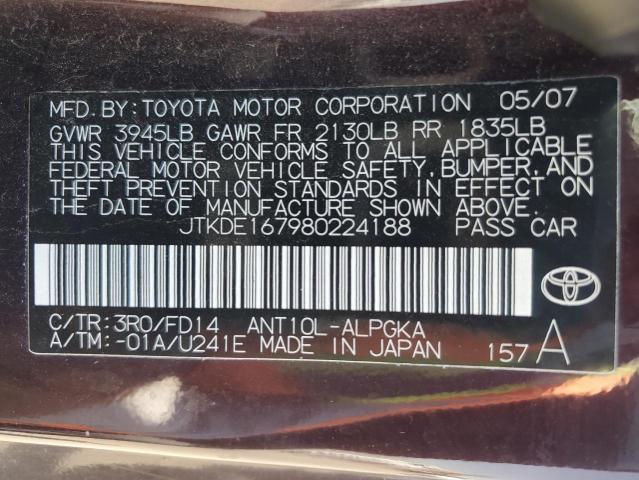 MFD. BY: TOYOTA MOTOR CORPORATION 05/07
GVWR 3945LB GAWR FR 2130LB RR 1835LB
THIS VEHICLE CONFORMS TO ALL APPLICABLE
FEDERAL MOTOR VEHICLE SAFETY, BUMPER, AND
THEFT PREVENTION STANDARDS IN EFFECT ON
THE DATE OF MANUFACTURE SHOWN ABOVE.
JTKDE167980224188 PASS CAR
C/TR: 3R0/FD14 ANT10L-ALPGKA
A/TM: -01A/U241E MADE IN JAPAN 157 A